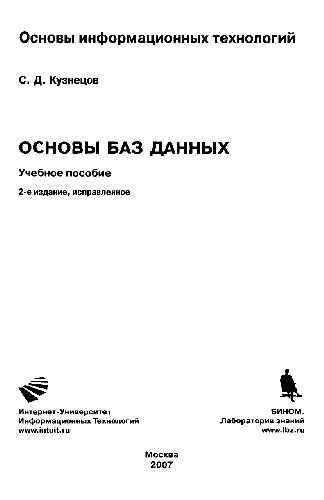 Основы информационных технологий
С. Д. Кузнецов
ОСНОВЫ БАЗ ДАННЫХ
Учебное пособие
2-е издание, исправленное
Интернет-Университет
Информационных Технологий
www.intuit.ru
БИНОМ.
Лаборатория знаний
www.lbz.ru
Москва
2007